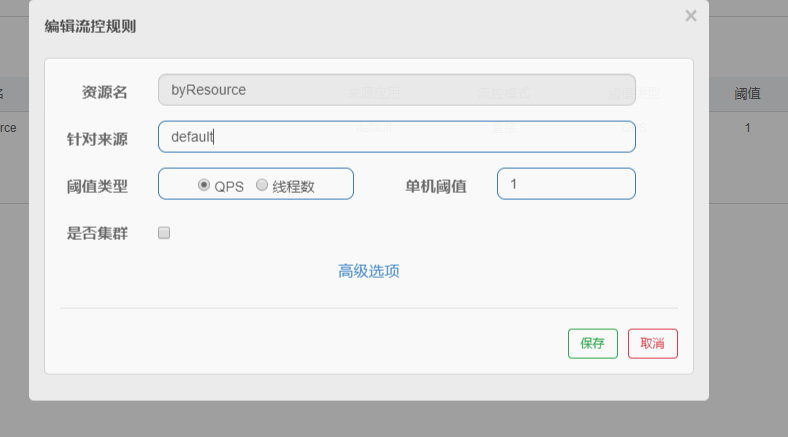 编辑流控规则 ×
资源名 byResource
针对来源 default
阈值类型 QPS 线程数 单机阈值 1
是否集群
高级选项
保存 取消
名 阈值
rce 1